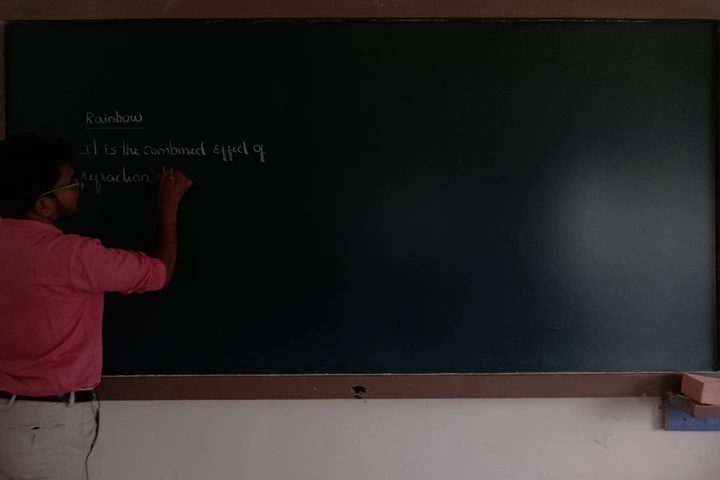 Rainbow
It is the combined effect of
refraction, d